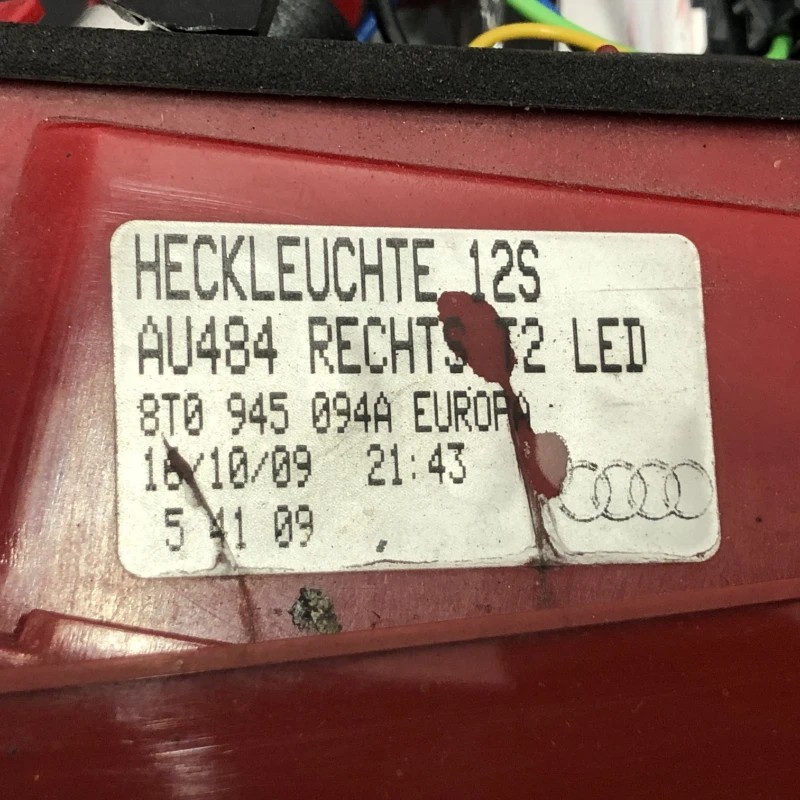 HECKLEUCHTE 12S
AU484 RECHTS LED
8T0 945 094A EUROPA
16/10/09 21:43
5 41 09